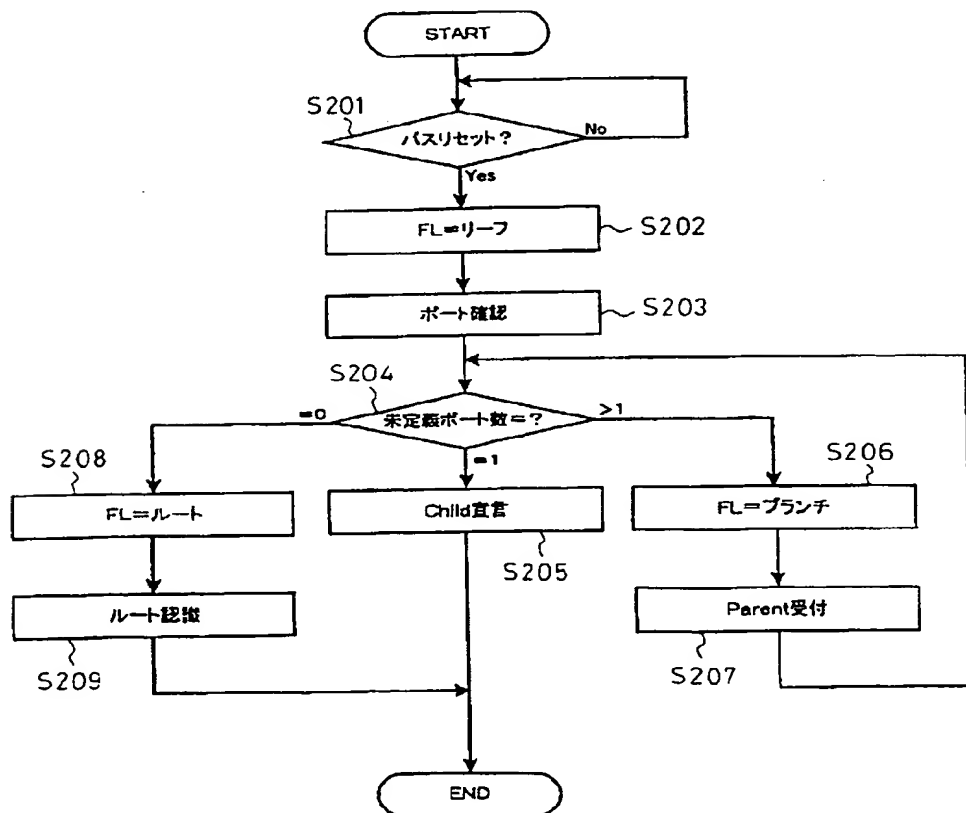 START
S201
バスリセット?
No
Yes
FL=リーフ
S202
ポート確認
S203
S204
=0
未定義ポート数=?
>1
=1
S208
FL=ルート
Child宣言
S205
S206
FL=ブランチ
ルート認識
S209
Parent受付
S207
END